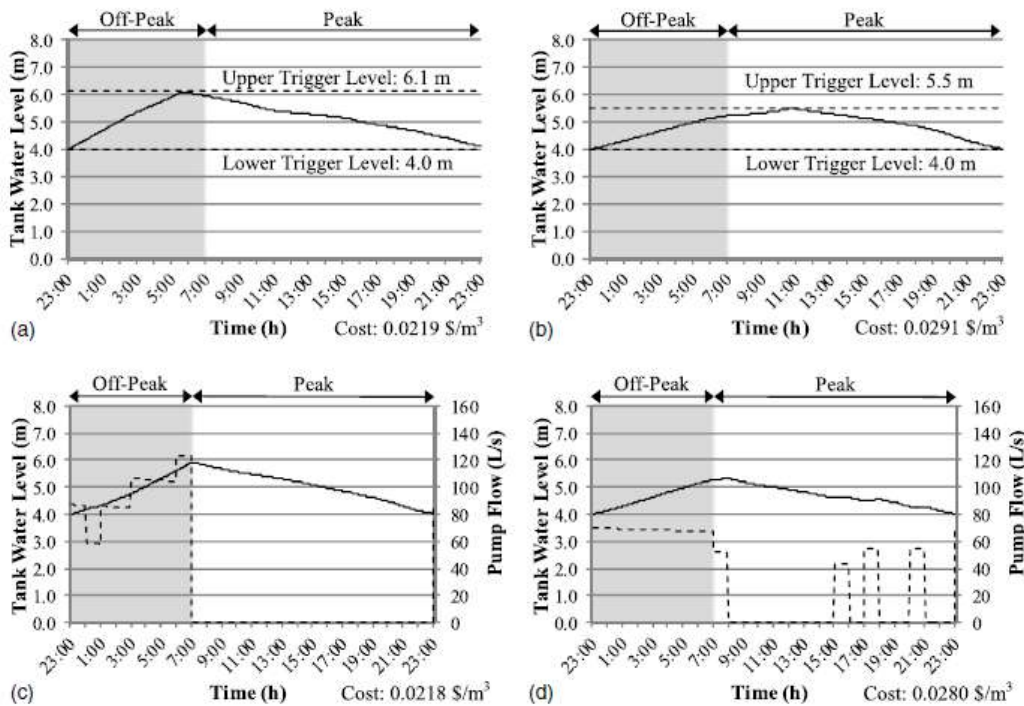 Off-Peak Peak
8.0
7.0
6.0
5.0
4.0
3.0
2.0
1.0
0.0
Tank Water Level (m)
Upper Trigger Level: 6.1 m
Lower Trigger Level: 4.0 m
23:00 1:00 3:00 5:00 7:00 9:00 11:00 13:00 15:00 17:00 19:00 21:00 23:00
(a) Time (h) Cost: 0.0219 $/m³
Off-Peak Peak
8.0
7.0
6.0
5.0
4.0
3.0
2.0
1.0
0.0
Tank Water Level (m)
Upper Trigger Level: 5.5 m
Lower Trigger Level: 4.0 m
23:00 1:00 3:00 5:00 7:00 9:00 11:00 13:00 15:00 17:00 19:00 21:00 23:00
(b) Time (h) Cost: 0.0291 $/m³
Off-Peak Peak
8.0 160
7.0 140
6.0 120
5.0 100
4.0 80
3.0 60
2.0 40
1.0 20
0.0 0
Tank Water Level (m)
Pump Flow (L/s)
23:00 1:00 3:00 5:00 7:00 9:00 11:00 13:00 15:00 17:00 19:00 21:00 23:00
(c) Time (h) Cost: 0.0218 $/m³
Off-Peak Peak
8.0 160
7.0 140
6.0 120
5.0 100
4.0 80
3.0 60
2.0 40
1.0 20
0.0 0
Tank Water Level (m)
Pump Flow (L/s)
23:00 1:00 3:00 5:00 7:00 9:00 11:00 13:00 15:00 17:00 19:00 21:00 23:00
(d) Time (h) Cost: 0.0280 $/m³